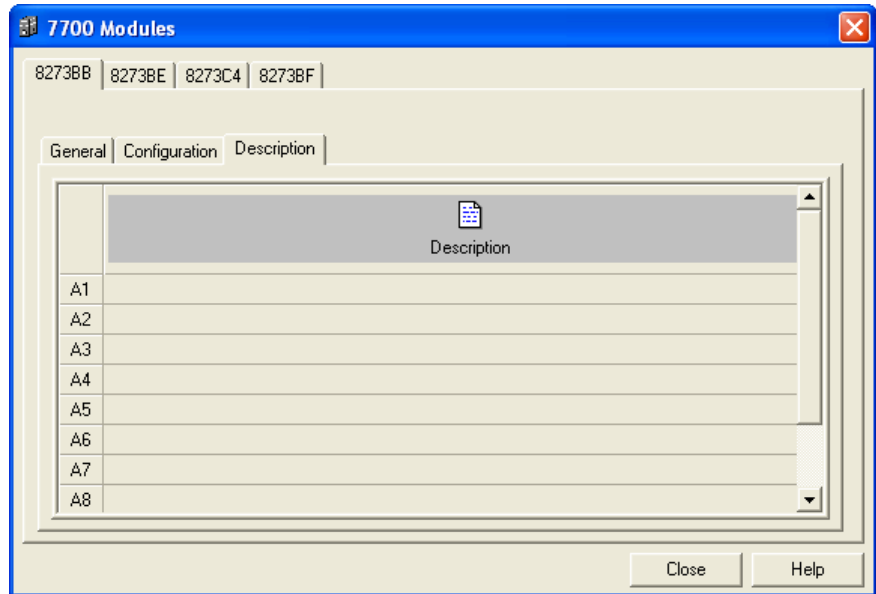 7700 Modules
8273BB 8273BE 8273C4 8273BF
General Configuration Description
Description
A1
A2
A3
A4
A5
A6
A7
A8
Close Help